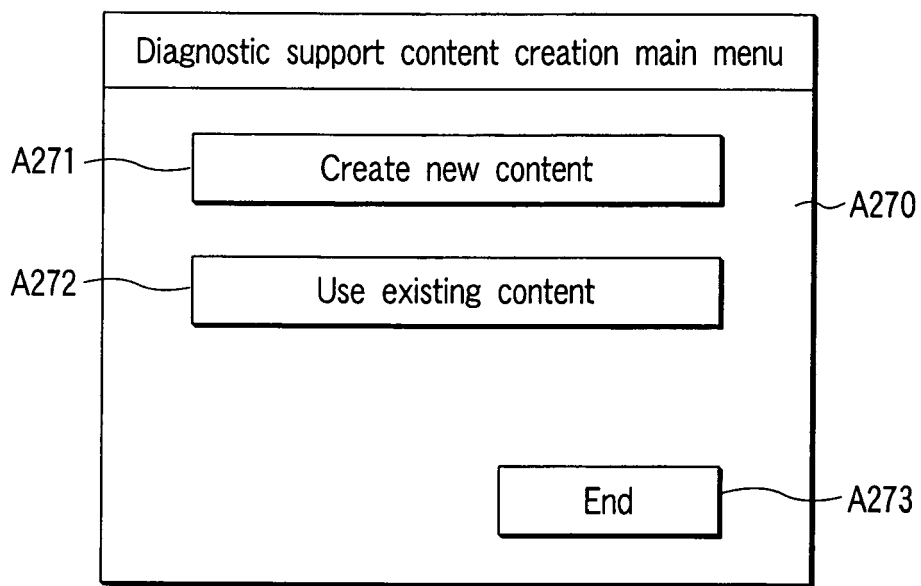 Diagnostic support content creation main menu
A271
Create new content
A270
A272
Use existing content
End
A273